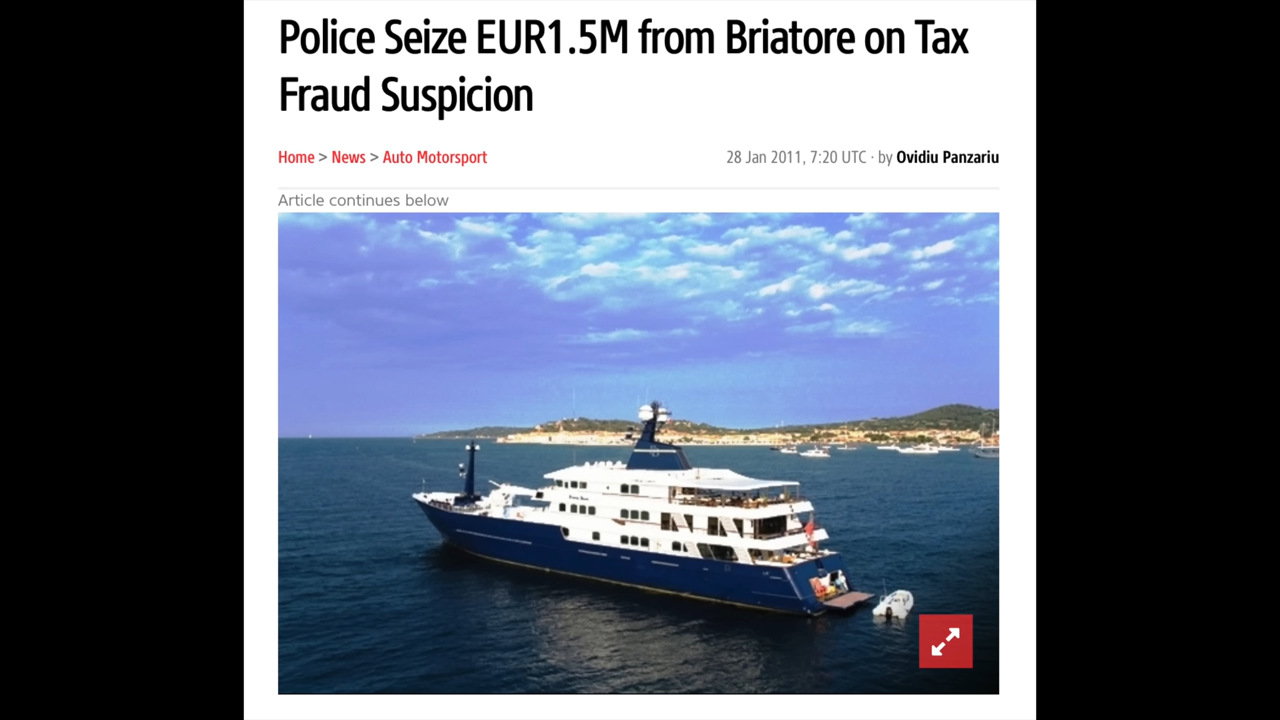 Police Seize EUR1.5M from Briatore on Tax
Fraud Suspicion
Home > News > Auto Motorsport
28 Jan 2011, 7:20 UTC · by Ovidiu Panzariu
Article continues below